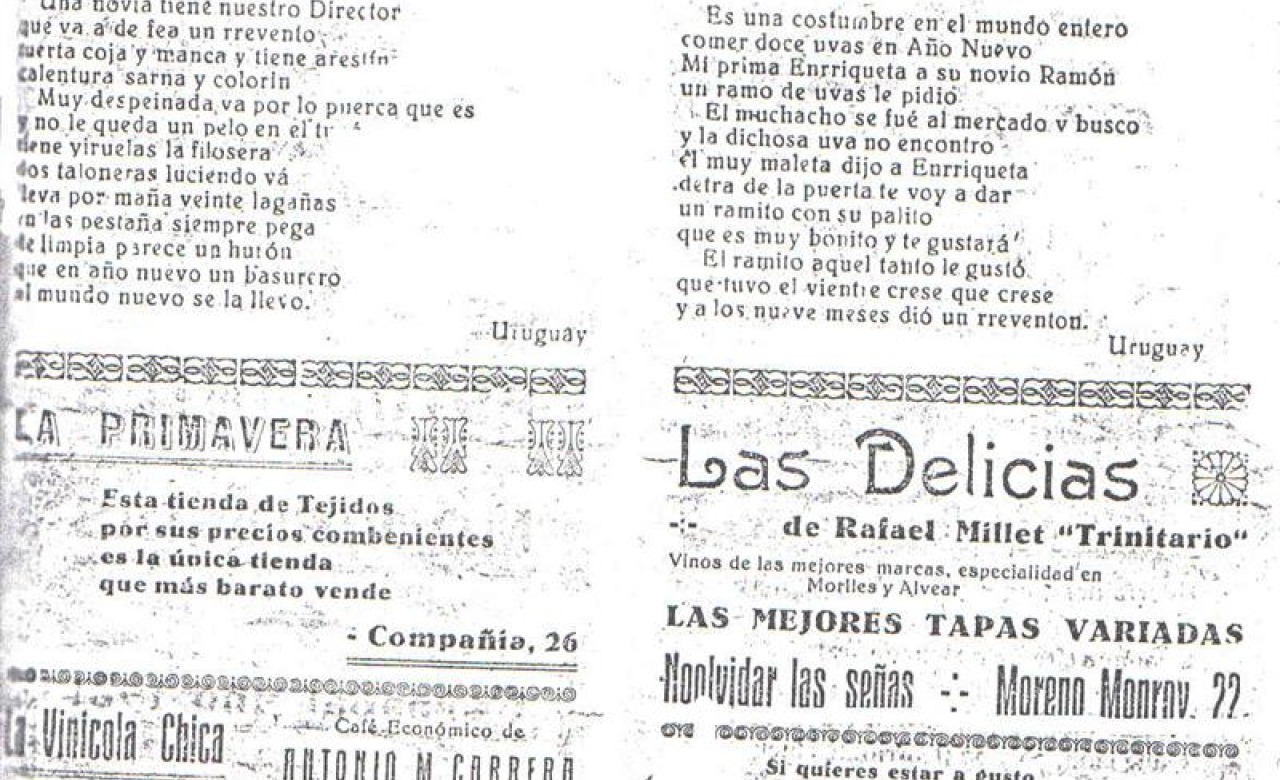 Una novia tiene nuestro Director
que va a de fea un rrevento
tuerta coja y manca y tiene
calentura sarna y colorin
Muy despeinada va por lo puerca que es
y no le queda un pelo en el
tiene yiruelas la filosera
dos taloneras luciendo vá
lleva por maña veinte lagañas
en las pestaña siempre pega
de limpia parece un hurón
que en año nuevo un basurero
al mundo nuevo se la llevo.
Uruguay
LA PRIMAVERA
Esta tienda de Tejidos
por sus precios combenientes
es la única tienda
que más barato vende
- Compañia, 26
La Vinicola Chica
Café Económico de
ANTONIO M CABRERA
Es una costumbre en el mundo entero
comer doce uvas en Año Nuevo
Mi prima Enrriqueta a su novio Ramón
un ramo de uvas le pidió
El muchacho se fué al mercado y busco
y la dichosa uva no encontro
él muy maleta dijo a Enrriqueta
detra de la puerta te voy a dar
un ramito con su palito
que es muy bonito y te gustará
El ramito aquel tanto le gustó
que tuvo el vientre crese que crese
y a los nueve meses dió un rreventon.
Uruguay
Las Delicias
-:- de Rafael Millet "Trinitario"
Vinos de las mejores marcas, especialidad en
Moriles y Alvear
LAS MEJORES TAPAS VARIADAS
Noolvidar las señas -:- Moreno Monroy. 22.
Si quieres estar a gusto